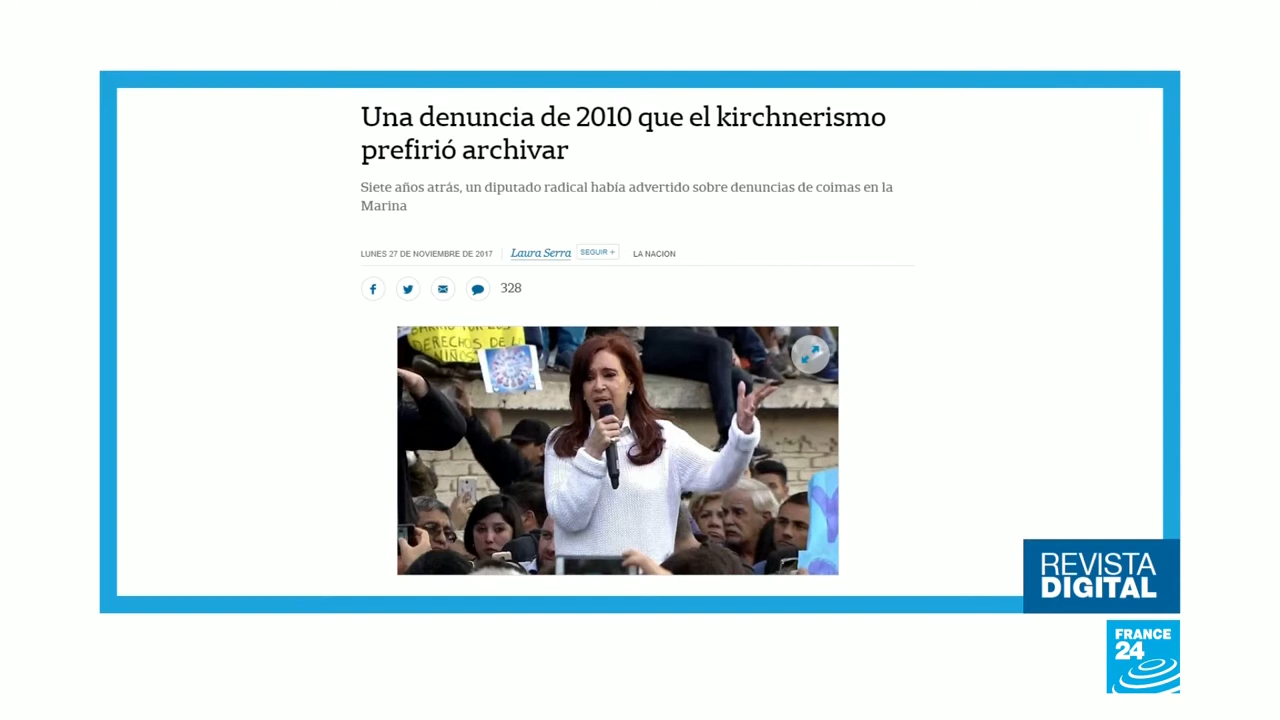 Una denuncia de 2010 que el kirchnerismo
prefirió archivar
Siete años atrás, un diputado radical había advertido sobre denuncias de coimas en la
Marina
LUNES 27 DE NOVIEMBRE DE 2017 Laura Serra SEGUIR + LA NACION
328
DERECHOS DE
NIÑOS
REVISTA
DIGITAL
FRANCE
24